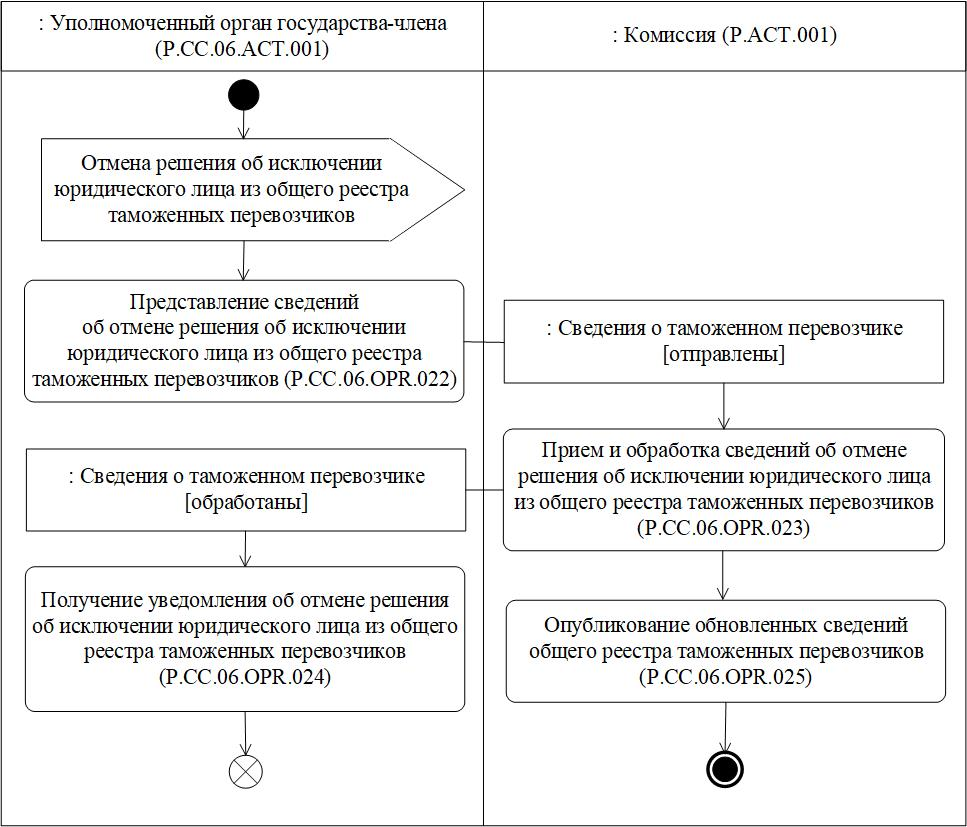 : Уполномоченный орган государства-члена
(P.CC.06.ACT.001)
: Комиссия (P.ACT.001)
Отмена решения об исключении
юридического лица из общего реестра
таможенных перевозчиков
Представление сведений
об отмене решения об исключении
юридического лица из общего реестра
таможенных перевозчиков (P.CC.06.OPR.022)
: Сведения о таможенном перевозчике
[отправлены]
Прием и обработка сведений об отмене
решения об исключении юридического лица
из общего реестра таможенных перевозчиков
(P.CC.06.OPR.023)
: Сведения о таможенном перевозчике
[обработаны]
Получение уведомления об отмене решения
об исключении юридического лица из общего
реестра таможенных перевозчиков
(P.CC.06.OPR.024)
Опубликование обновленных сведений
общего реестра таможенных перевозчиков
(P.CC.06.OPR.025)